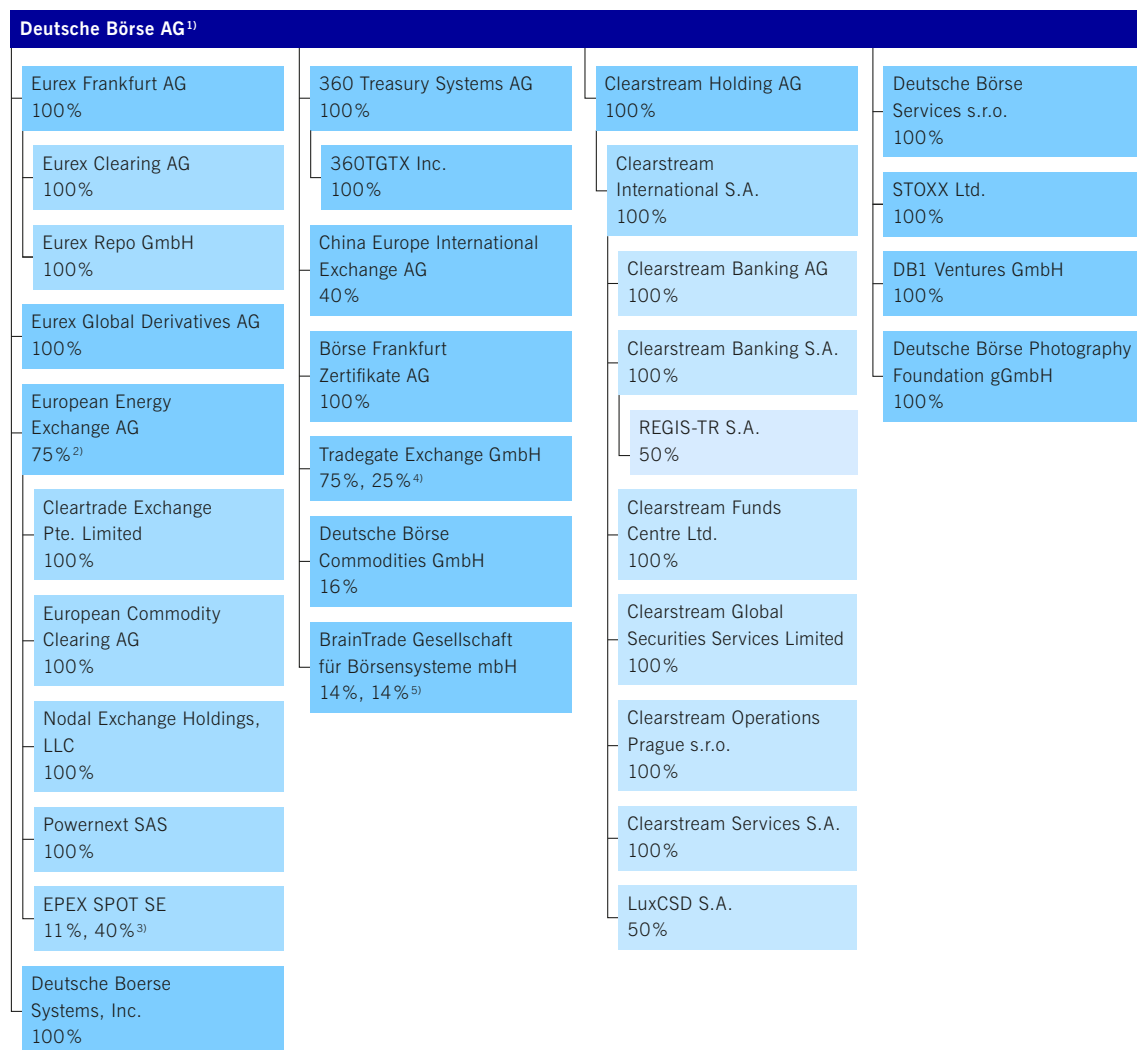 Deutsche Börse AG1)
Eurex Frankfurt AG
100%
Eurex Clearing AG
100%
Eurex Repo GmbH
100%
Eurex Global Derivatives AG
100%
European Energy
Exchange AG
75%2)
Cleartrade Exchange
Pte. Limited
100%
European Commodity
Clearing AG
100%
Nodal Exchange Holdings,
LLC
100%
Powernext SAS
100%
EPEX SPOT SE
11%, 40%3)
Deutsche Boerse
Systems, Inc.
100%
360 Treasury Systems AG
100%
360TGTX Inc.
100%
China Europe International
Exchange AG
40%
Börse Frankfurt
Zertifikate AG
100%
Tradegate Exchange GmbH
75%, 25%4)
Deutsche Börse
Commodities GmbH
16%
BrainTrade Gesellschaft
für Börsensysteme mbH
14%, 14%5)
Clearstream Holding AG
100%
Clearstream
International S.A.
100%
Clearstream Banking AG
100%
Clearstream Banking S.A.
100%
REGIS-TR S.A.
50%
Clearstream Funds
Centre Ltd.
100%
Clearstream Global
Securities Services Limited
100%
Clearstream Operations
Prague s.r.o.
100%
Clearstream Services S.A.
100%
LuxCSD S.A.
50%
Deutsche Börse
Services s.r.o.
100%
STOXX Ltd.
100%
DB1 Ventures GmbH
100%
Deutsche Börse Photography
Foundation gGmbH
100%